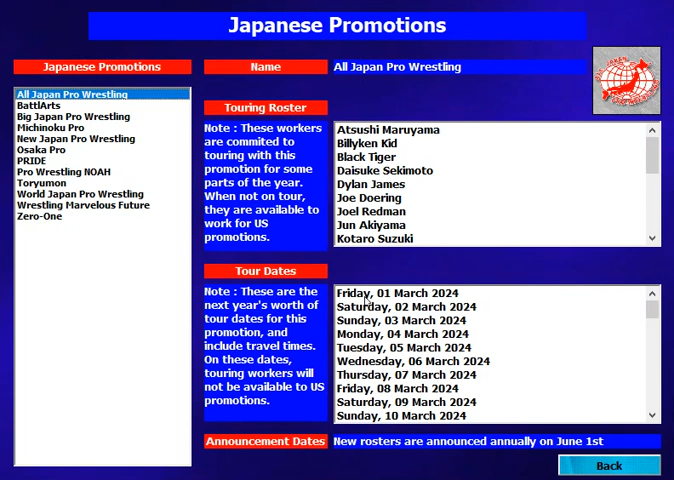 Japanese Promotions
Japanese Promotions
Name
All Japan Pro Wrestling
All Japan Pro Wrestling
BattlArts
Big Japan Pro Wrestling
Michinoku Pro
New Japan Pro Wrestling
Osaka Pro
PRIDE
Pro Wrestling NOAH
Toryumon
World Japan Pro Wrestling
Wrestling Marvelous Future
Zero-One
Touring Roster
Note : These workers
are commited to
touring with this
promotion for some
parts of the year.
When not on tour,
they are available to
work for US
promotions.
Atsushi Maruyama
Billyken Kid
Black Tiger
Daisuke Sekimoto
Dylan James
Joe Doering
Joel Redman
Jun Akiyama
Kotaro Suzuki
Tour Dates
Note : These are the
next year's worth of
tour dates for this
promotion, and
include travel times.
On these dates,
touring workers will
not be available to US
promotions.
Friday, 01 March 2024
Saturday, 02 March 2024
Sunday, 03 March 2024
Monday, 04 March 2024
Tuesday, 05 March 2024
Wednesday, 06 March 2024
Thursday, 07 March 2024
Friday, 08 March 2024
Saturday, 09 March 2024
Sunday, 10 March 2024
Announcement Dates
New rosters are announced annually on June 1st
Back